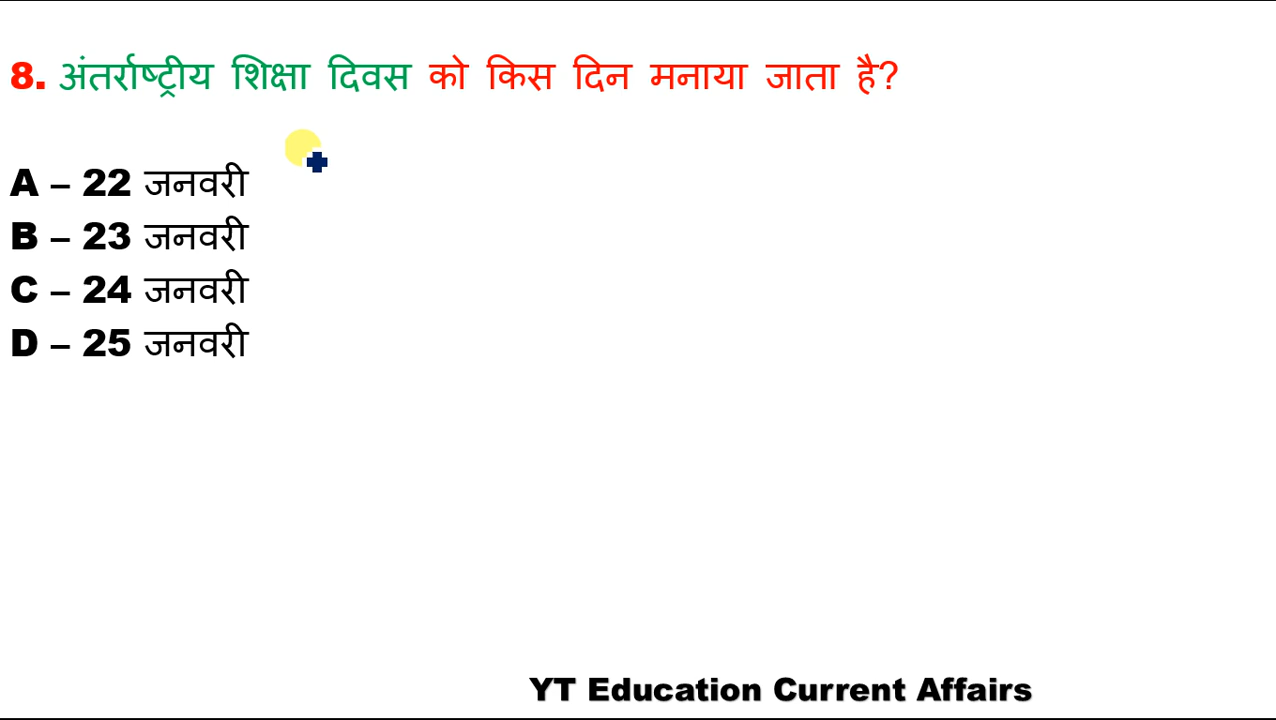 8. अंतर्राष्ट्रीय शिक्षा दिवस को किस दिन मनाया जाता है?
A – 22 जनवरी
B – 23 जनवरी
C – 24 जनवरी
D – 25 जनवरी
YT Education Current Affairs